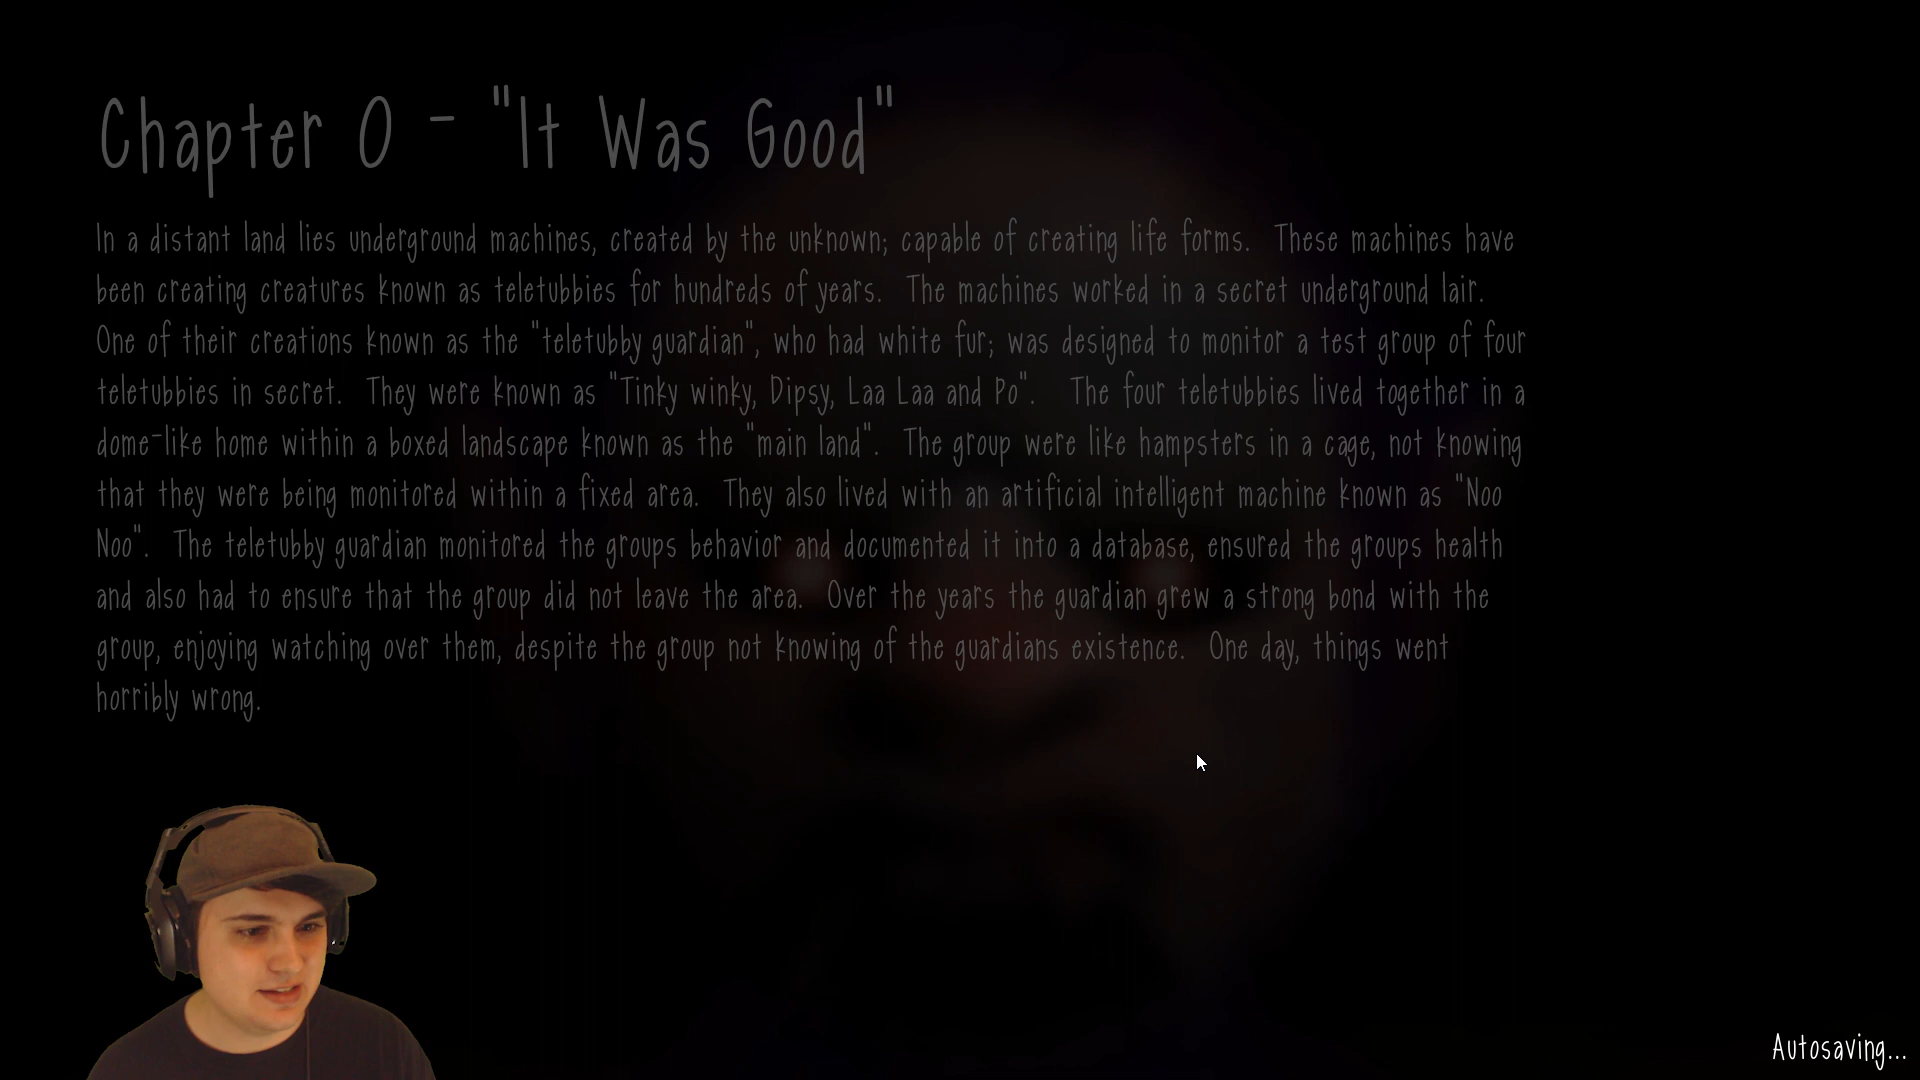 Chapter 0 - "It Was Good"
In a distant land lies underground machines, created by the unknown; capable of creating life forms. These machines have
been creating creatures known as teletubbies for hundreds of years. The machines worked in a secret underground lair.
One of their creations known as the "teletubby guardian", who had white fur; was designed to monitor a test group of four
teletubbies in secret. They were known as "Tinky winky, Dipsy, Laa Laa and Po". The four teletubbies lived together in a
dome-like home within a boxed landscape known as the "main land". The group were like hampsters in a cage, not knowing
that they were being monitored within a fixed area. They also lived with an artificial intelligent machine known as "Noo
Noo". The teletubby guardian monitored the groups behavior and documented it into a database, ensured the groups health
and also had to ensure that the group did not leave the area. Over the years the guardian grew a strong bond with the
group, enjoying watching over them, despite the group not knowing of the guardians existence. One day, things went
horribly wrong.
Autosaving...